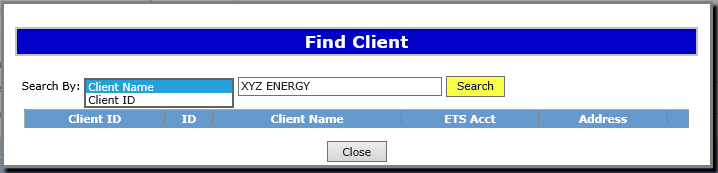 Find Client
Search By: Client Name XYZ ENERGY Search
Client ID
Client ID ID Client Name ETS Acct Address
Close